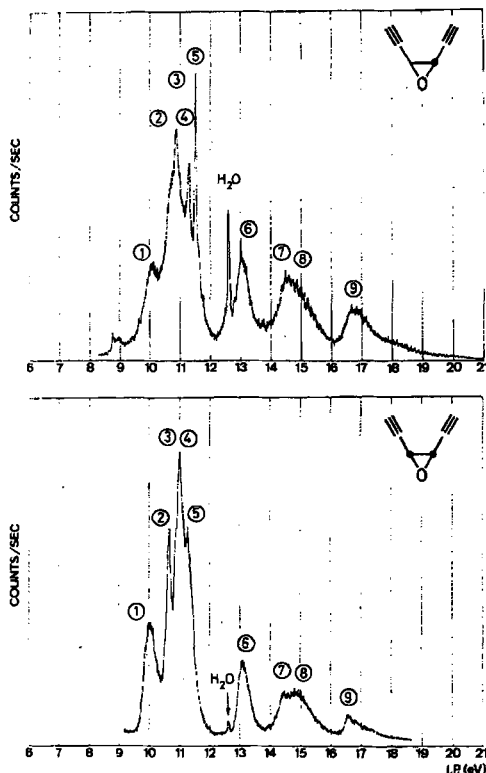 COUNTS/SEC
⑤
③
② ④
H₂O
①
⑥
⑦ ⑧
⑨
O
6 7 8 9 10 11 12 13 14 15 16 17 18 19 20 21
COUNTS/SEC
③ ④
② ⑤
①
H₂O
⑥
⑦ ⑧
⑨
O
6 7 8 9 10 11 12 13 14 15 16 17 18 19 20 21
I.P. (eV)